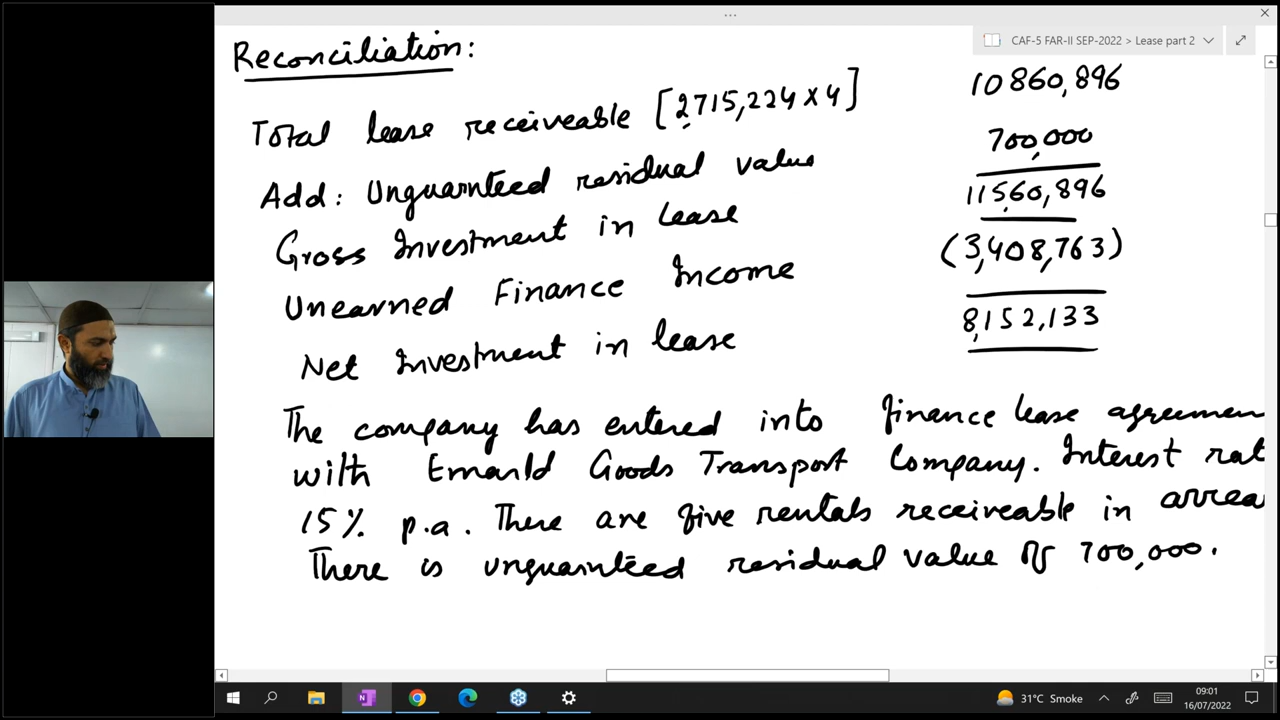 CAF-5 FAR-II SEP-2022 > Lease part 2
Reconciliation:
Total lease receiveable [2,715,224 x 4] 10860,896
Add: Unguarnteed residual value 700,000
11560,896
Gross Investment in lease
Unearned Finance Income (3,408,763)
Net Investment in lease 8,152,133
The company has entered into finance lease agreemen
with Emarld Goods Transport Company. Interest rat
15% p.a. There are five rentals receiveable in arrea
There is unguarnteed residual value of 700,000.
31°C Smoke
09:01
16/07/2022